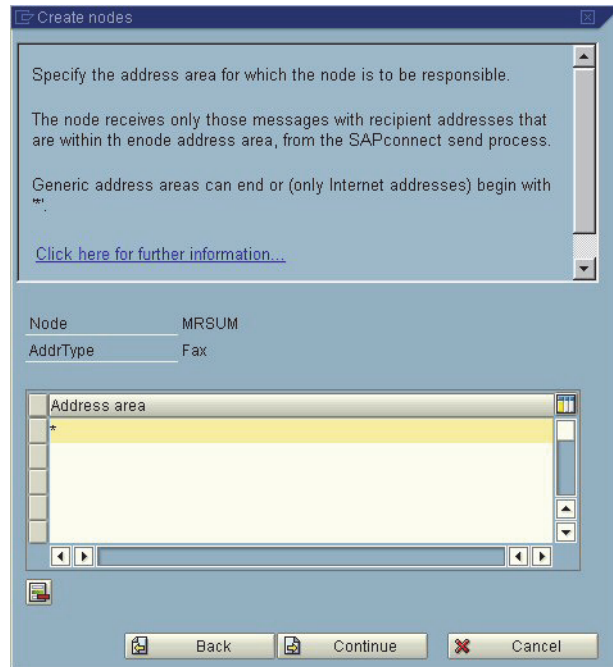 Create nodes
Specify the address area for which the node is to be responsible.
The node receives only those messages with recipient addresses that
are within th enode address area, from the SAPconnect send process.
Generic address areas can end or (only Internet addresses) begin with
'*'.
Click here for further information...
Node MRSUM
AddrType Fax
Address area
*
Back Continue Cancel